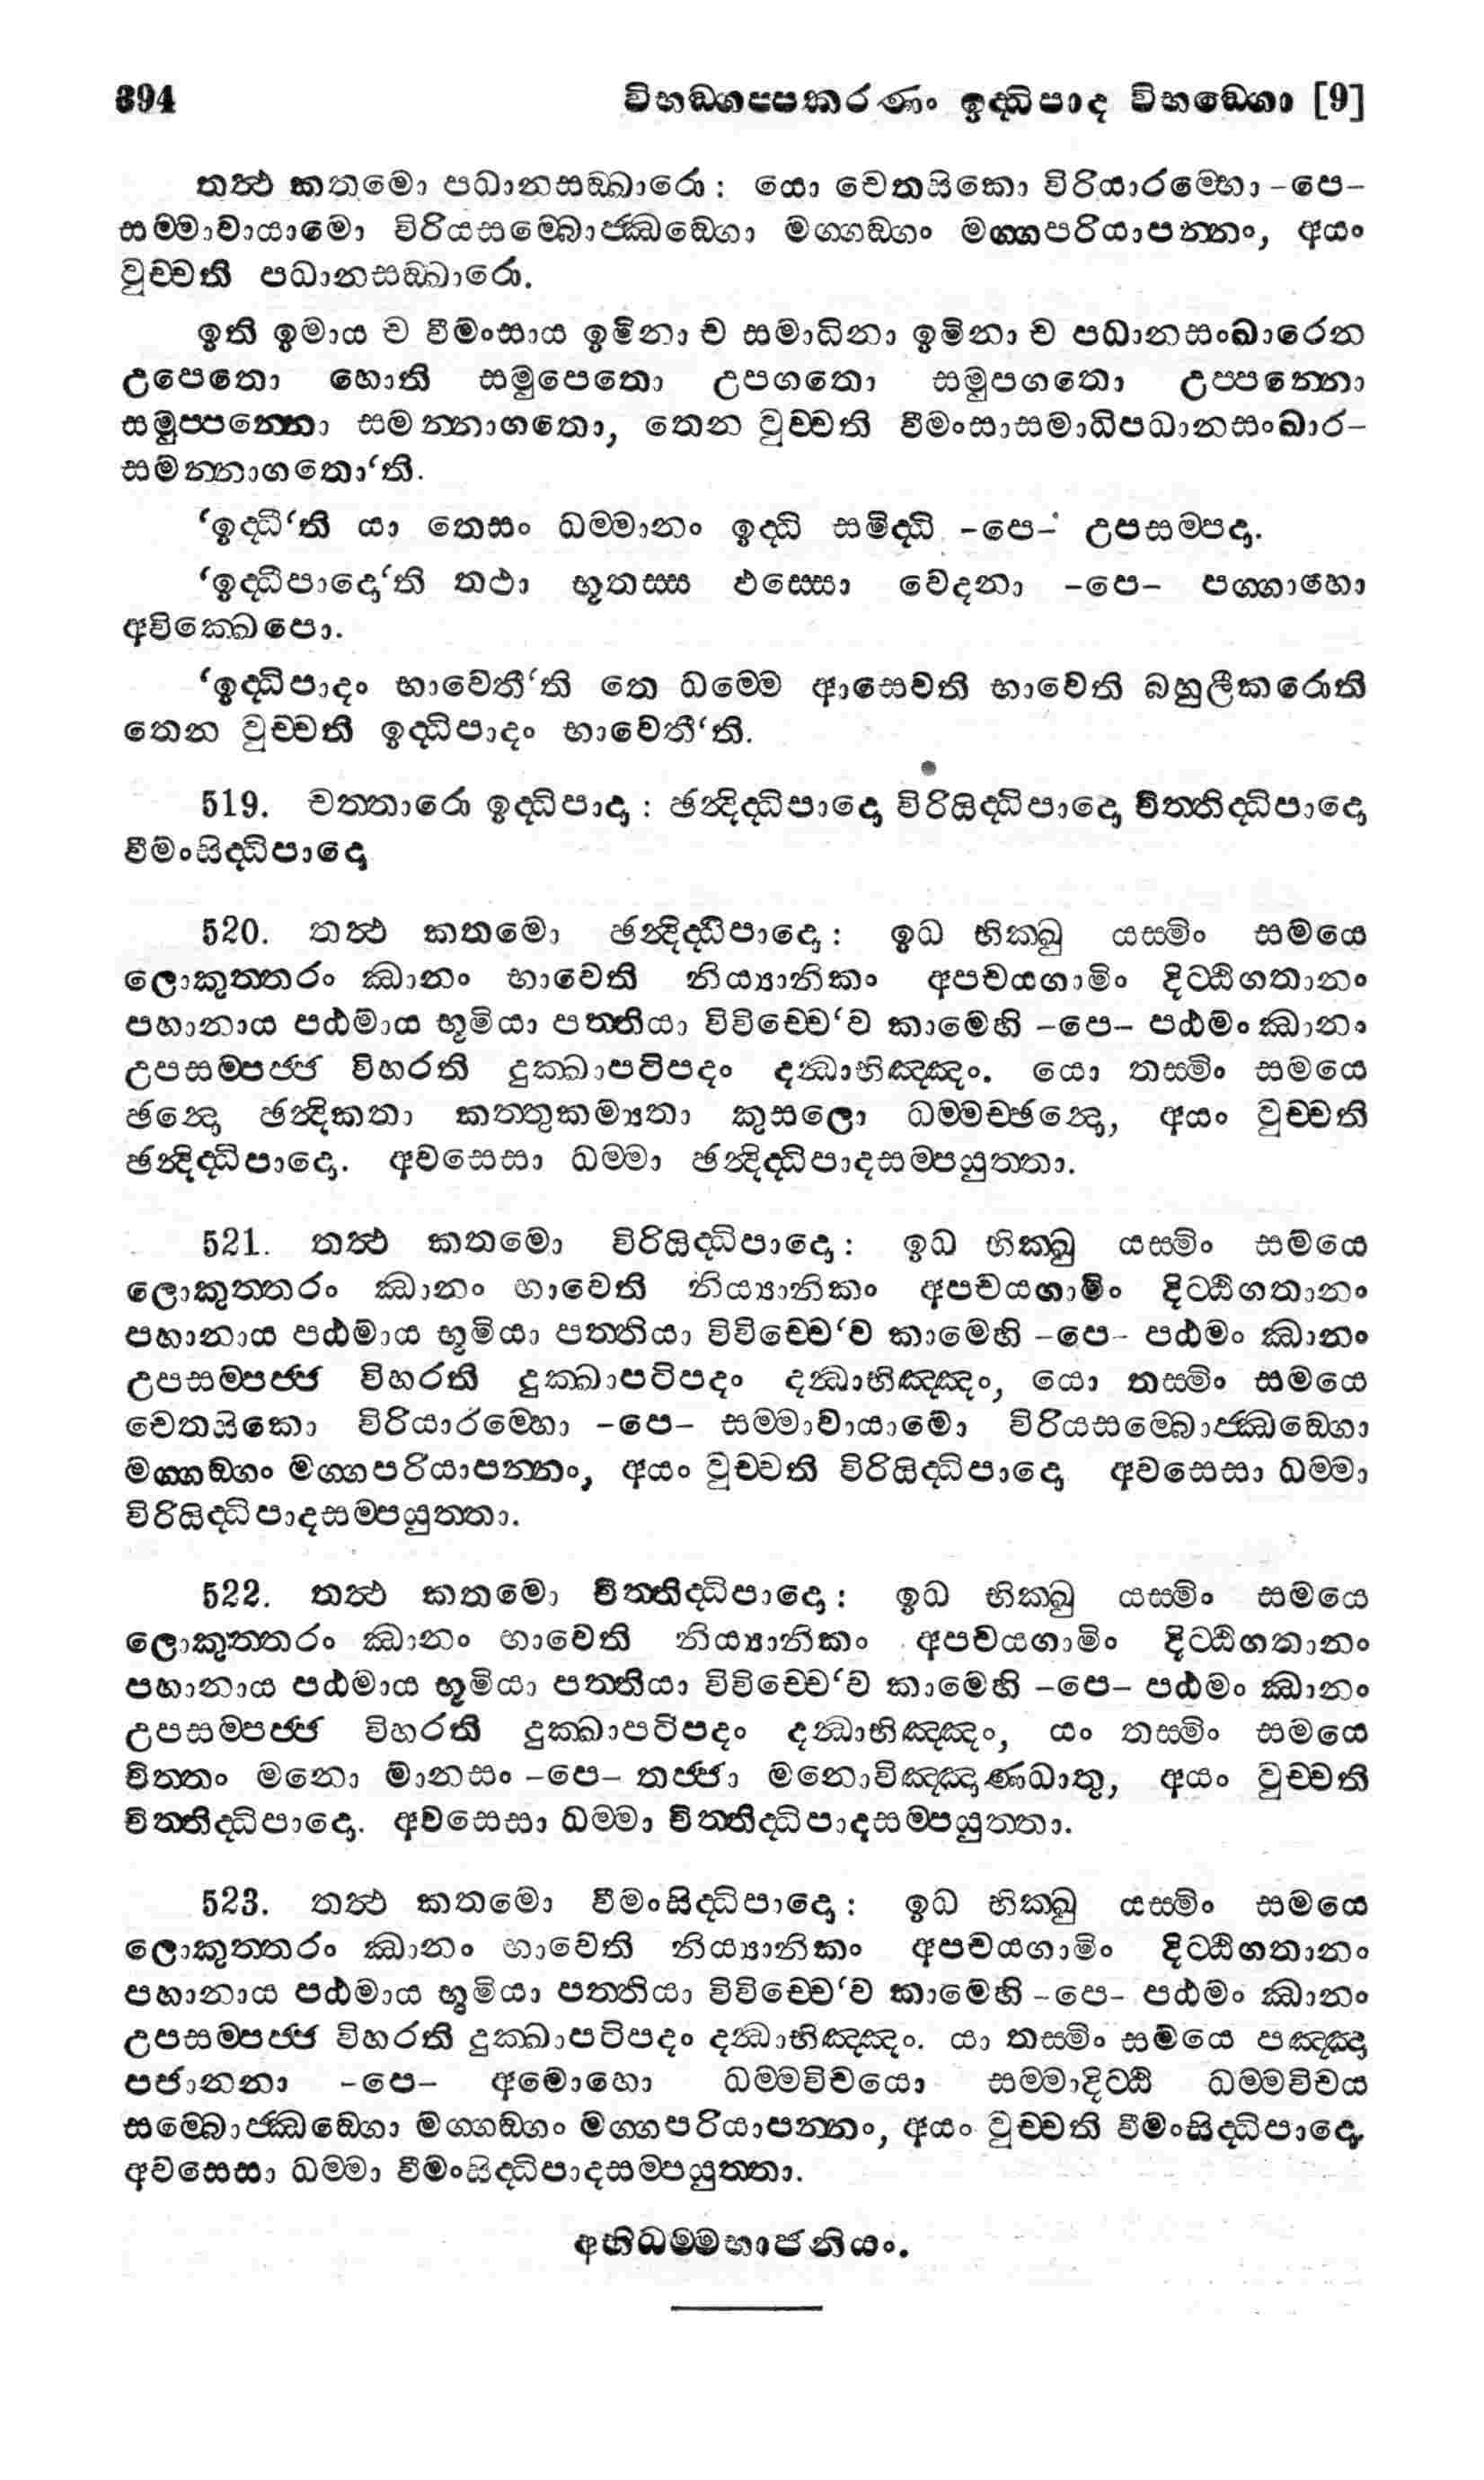 394 විභඞ්ගප්පකරණං ඉද්ධිපාද විභඞ්ගො [9]
තත්ථ කතමො පධානසඞ්ඛාරො : යො චෙතසිකො විරියාරම්භො -පෙ-
සම්මාවායාමො විරියසම්බොජ්ඣඞ්ගො මග්ගඞ්ගං මග්ගපරියාපන්නං, අයං
වුච්චති පධානසඞ්ඛාරො.
ඉති ඉමාය ච වීමංසාය ඉමිනා ච සමාධිනා ඉමිනා ච පධානසංඛාරෙන
උපෙතො හොති සමුපෙතො උපගතො සමුපගතො උප්පන්නො
සමුප්පන්නො සමන්නාගතො, තෙන වුච්චති වීමංසාසමාධිපධානසංඛාර-
සමන්නාගතො‘ති.
‘ඉද්ධී‘ති යා තෙසං ධම්මානං ඉද්ධි සමිද්ධි -පෙ- උපසම්පදා.
‘ඉද්ධිපාදො‘ති තථා භූතස්ස ඵස්සො වේදනා -පෙ- පග්ගාහො
අවික්ඛෙපො.
‘ඉද්ධිපාදං භාවෙතී‘ති තෙ ධම්මෙ ආසෙවති භාවෙති බහුලීකරොති
තෙන වුච්චති ඉද්ධිපාදං භාවෙතී‘ති.
519. චත්තාරො ඉද්ධිපාදා : ඡන්දිද්ධිපාදො විරියිද්ධිපාදො චිත්තිද්ධිපාදො
වීමංසිද්ධිපාදො
520. තත්ථ කතමො ඡන්දිද්ධිපාදො : ඉධ භික්ඛු යස්මිං සමයෙ
ලොකුත්තරං ඣානං භාවෙති නිය්‍යානිකං අපචයගාමිං දිට්ඨිගතානං
පහානාය පඨමාය භූමියා පත්තියා විවිච්චෙ‘ව කාමෙහි -පෙ- පඨමං ඣානං
උපසම්පජ්ජ විහරති දුක්ඛාපටිපදං දන්ධාභිඤ්ඤං. යො තස්මිං සමයෙ
ඡන්දො ඡන්දිකතා කත්තුකම්‍යතා කුසලො ධම්මච්ඡන්දො, අයං වුච්චති
ඡන්දිද්ධිපාදො. අවසෙසා ධම්මා ඡන්දිද්ධිපාදසම්පයුත්තා.
521. තත්ථ කතමො විරියිද්ධිපාදො : ඉධ භික්ඛු යස්මිං සමයෙ
ලොකුත්තරං ඣානං භාවෙති නිය්‍යානිකං අපචයගාමිං දිට්ඨිගතානං
පහානාය පඨමාය භූමියා පත්තියා විවිච්චෙ‘ව කාමෙහි -පෙ- පඨමං ඣානං
උපසම්පජ්ජ විහරති දුක්ඛාපටිපදං දන්ධාභිඤ්ඤං, යො තස්මිං සමයෙ
චෙතසිකො විරියාරම්භො -පෙ- සම්මාවායාමො විරියසම්බොජ්ඣඞ්ගො
මග්ගඞ්ගං මග්ගපරියාපන්නං, අයං වුච්චති විරියිද්ධිපාදො අවසෙසා ධම්මා
විරියිද්ධිපාදසම්පයුත්තා.
522. තත්ථ කතමො චිත්තිද්ධිපාදො : ඉධ භික්ඛු යස්මිං සමයෙ
ලොකුත්තරං ඣානං භාවෙති නිය්‍යානිකං අපචයගාමිං දිට්ඨිගතානං
පහානාය පඨමාය භූමියා පත්තියා විවිච්චෙ‘ව කාමෙහි -පෙ- පඨමං ඣානං
උපසම්පජ්ජ විහරති දුක්ඛාපටිපදං දන්ධාභිඤ්ඤං, යං තස්මිං සමයෙ
චිත්තං මනො මානසං -පෙ- තජ්ජා මනොවිඤ්ඤාණධාතු, අයං වුච්චති
චිත්තිද්ධිපාදො. අවසෙසා ධම්මා චිත්තිද්ධිපාදසම්පයුත්තා.
523. තත්ථ කතමො වීමංසිද්ධිපාදො : ඉධ භික්ඛු යස්මිං සමයෙ
ලොකුත්තරං ඣානං භාවෙති නිය්‍යානිකං අපචයගාමිං දිට්ඨිගතානං
පහානාය පඨමාය භූමියා පත්තියා විවිච්චෙ‘ව කාමෙහි -පෙ- පඨමං ඣානං
උපසම්පජ්ජ විහරති දුක්ඛාපටිපදං දන්ධාභිඤ්ඤං. යා තස්මිං සමයෙ පඤ්ඤා
පජානනා -පෙ- අමොහො ධම්මවිචයො සම්මාදිට්ඨි ධම්මවිචය
සම්බොජ්ඣඞ්ගො මග්ගඞ්ගං මග්ගපරියාපන්නං, අයං වුච්චති වීමංසිද්ධිපාදො,
අවසෙසා ධම්මා වීමංසිද්ධිපාදසම්පයුත්තා.
අභිධම්මභාජනියං.